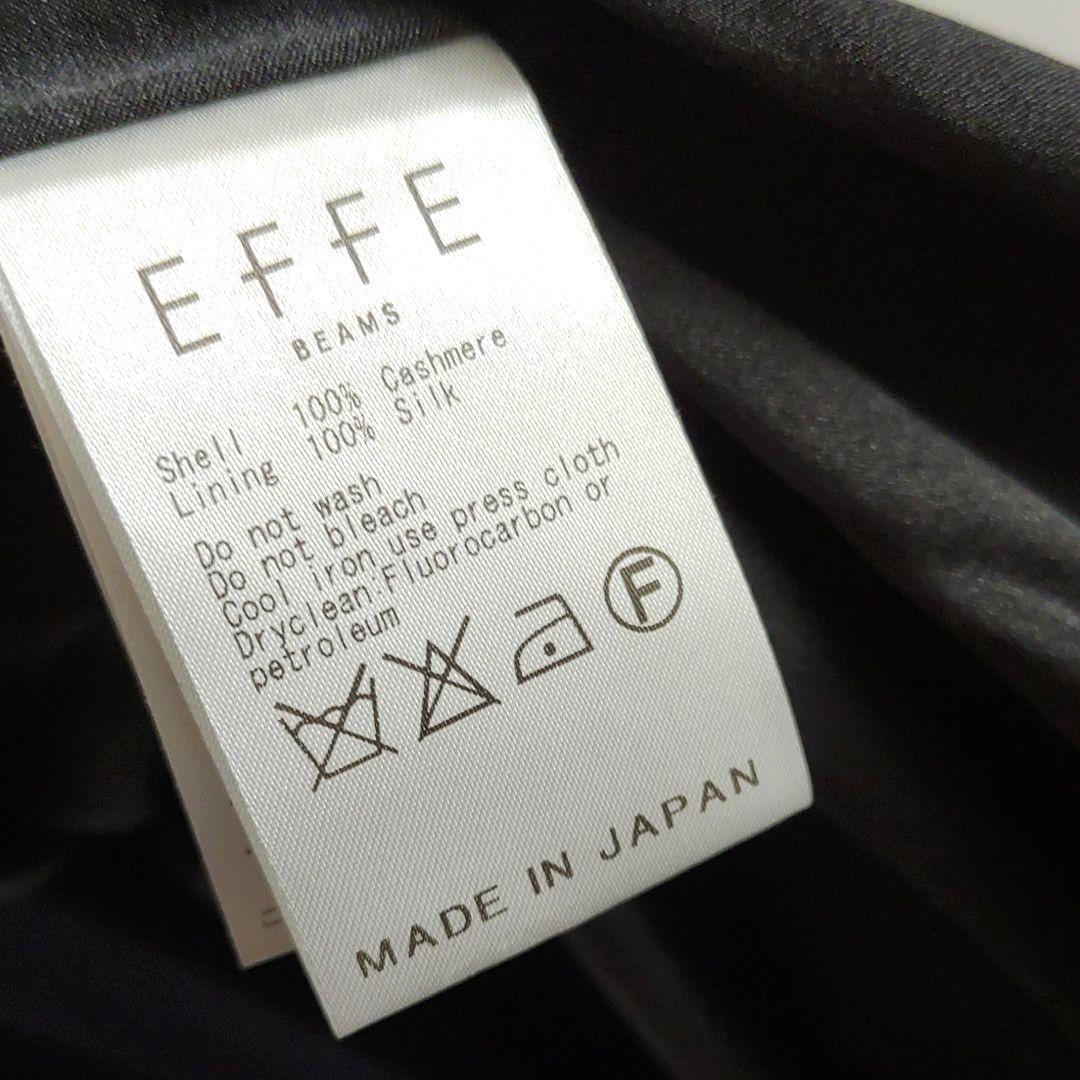 EFFE
BEAMS
Shell 100% Cashmere
Lining 100% Silk
Do not wash
Do not bleach
Cool iron,use press cloth
Dryclean:Fluorocarbon or
petroleum
F
MADE IN JAPAN